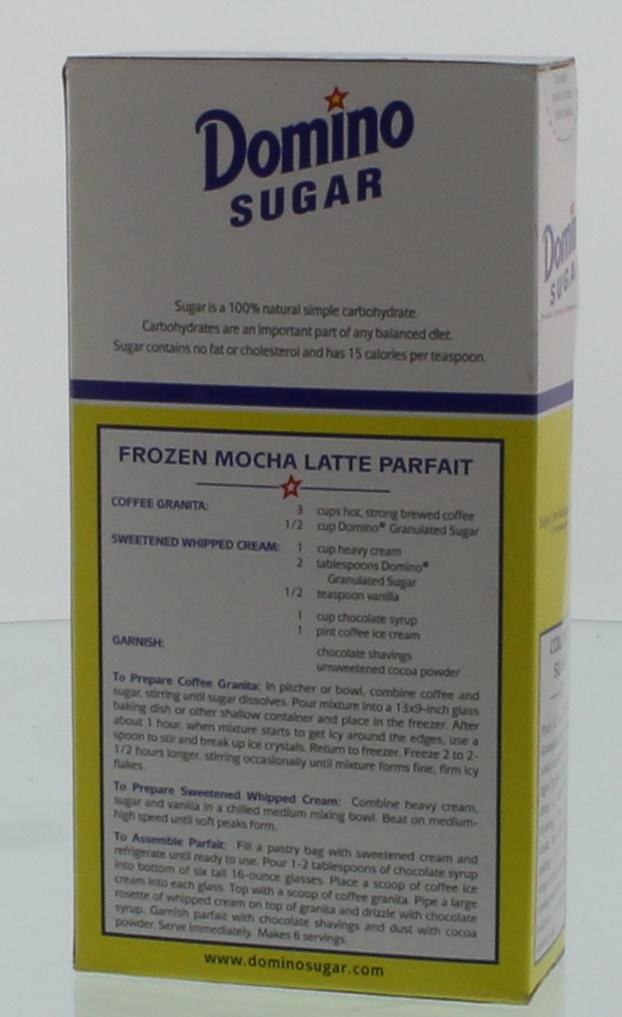 Domino
SUGAR
Sugar is a 100% natural simple carbohydrate.
Carbohydrates are an important part of any balanced diet.
Sugar contains no fat or cholesterol and has 15 calories per teaspoon.
FROZEN MOCHA LATTE PARFAIT
COFFEE GRANITA:
3 cups hot, strong brewed coffee
1/2 cup Domino® Granulated Sugar
SWEETENED WHIPPED CREAM:
1 cup heavy cream
2 tablespoons Domino®
Granulated Sugar
1/2 teaspoon vanilla
1 cup chocolate syrup
1 pint coffee ice cream
GARNISH:
chocolate shavings
unsweetened cocoa powder
To Prepare Coffee Granita: In pitcher or bowl, combine coffee and
sugar, stirring until sugar dissolves. Pour mixture into a 13x9-inch glass
baking dish or other shallow container and place in the freezer. After
about 1 hour, when mixture starts to get icy around the edges, use a
spoon to stir and break up ice crystals. Return to freezer. Freeze 2 to 2-
1/2 hours longer, stirring occasionally until mixture forms fine, firm icy
flakes.
To Prepare Sweetened Whipped Cream: Combine heavy cream,
sugar and vanilla in a chilled medium mixing bowl. Beat on medium-
high speed until soft peaks form.
To Assemble Parfait: Fill a pastry bag with sweetened cream and
refrigerate until ready to use. Pour 1-2 tablespoons of chocolate syrup
into bottom of six tall 16-ounce glasses. Place a scoop of coffee ice
cream into each glass. Top with a scoop of coffee granita. Pipe a large
rosette of whipped cream on top of granita and drizzle with chocolate
syrup. Garnish parfait with chocolate shavings and dust with cocoa
powder. Serve immediately. Makes 6 servings.
www.dominosugar.com
Domin
SUGA